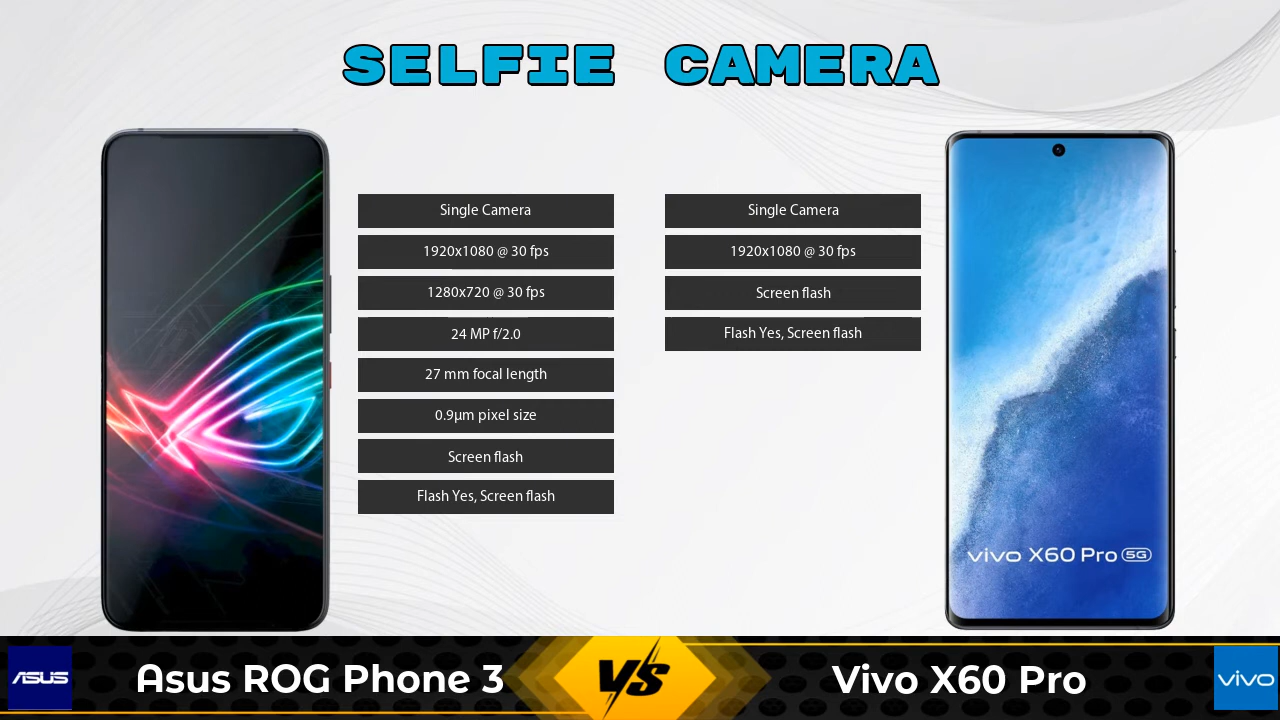 SELFIE CAMERA
Single Camera
1920x1080 @ 30 fps
1280x720 @ 30 fps
24 MP f/2.0
27 mm focal length
0.9µm pixel size
Screen flash
Flash Yes, Screen flash
Single Camera
1920x1080 @ 30 fps
Screen flash
Flash Yes, Screen flash
vivo X60 Pro 5G
ASUS
Asus ROG Phone 3
VS
Vivo X60 Pro
vivo